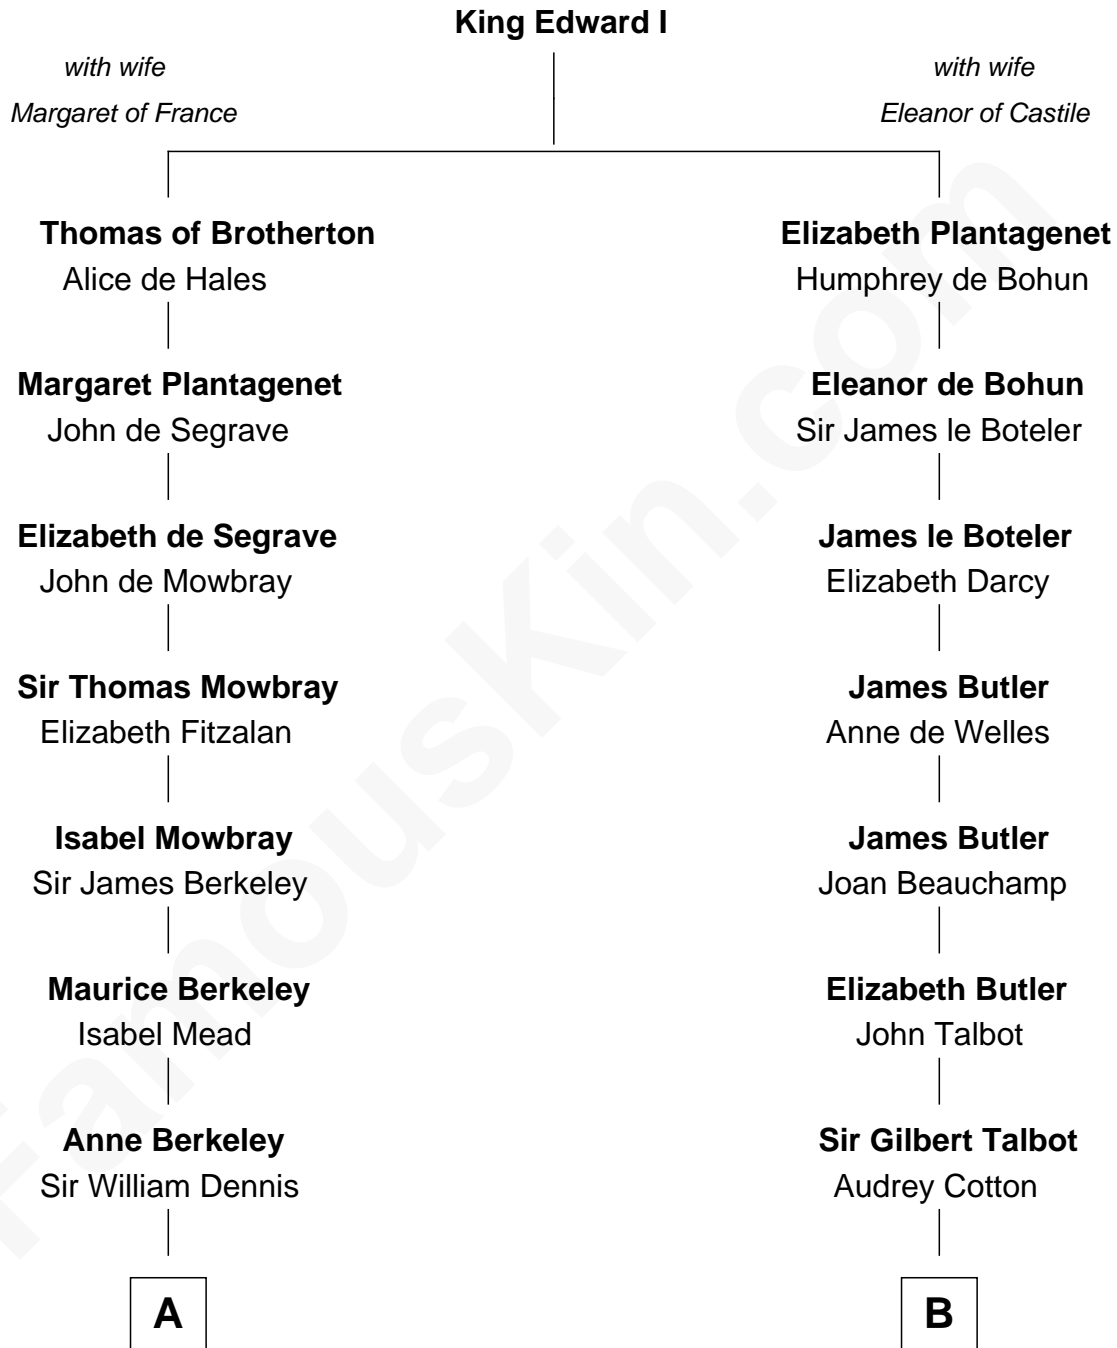 King Edward I
with wife
Margaret of France
with wife
Eleanor of Castile
Thomas of Brotherton
Alice de Hales
Elizabeth Plantagenet
Humphrey de Bohun
Margaret Plantagenet
John de Segrave
Eleanor de Bohun
Sir James le Boteler
Elizabeth de Segrave
John de Mowbray
James le Boteler
Elizabeth Darcy
Sir Thomas Mowbray
Elizabeth Fitzalan
James Butler
Anne de Welles
Isabel Mowbray
Sir James Berkeley
James Butler
Joan Beauchamp
Maurice Berkeley
Isabel Mead
Elizabeth Butler
John Talbot
Anne Berkeley
Sir William Dennis
Sir Gilbert Talbot
Audrey Cotton
A
B
FamousKin.com